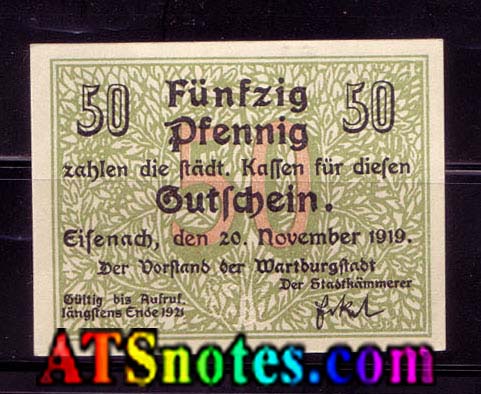 50 Fünfzig 50
Pfennig
zahlen die städt. Kassen für diesen
Gutschein.
50
Eisenach, den 20. November 1919.
Der Vorstand der Wartburgstadt
Der Stadtkämmerer
Gültig bis Aufruf.
längstens Ende 1921
ATSnotes.com